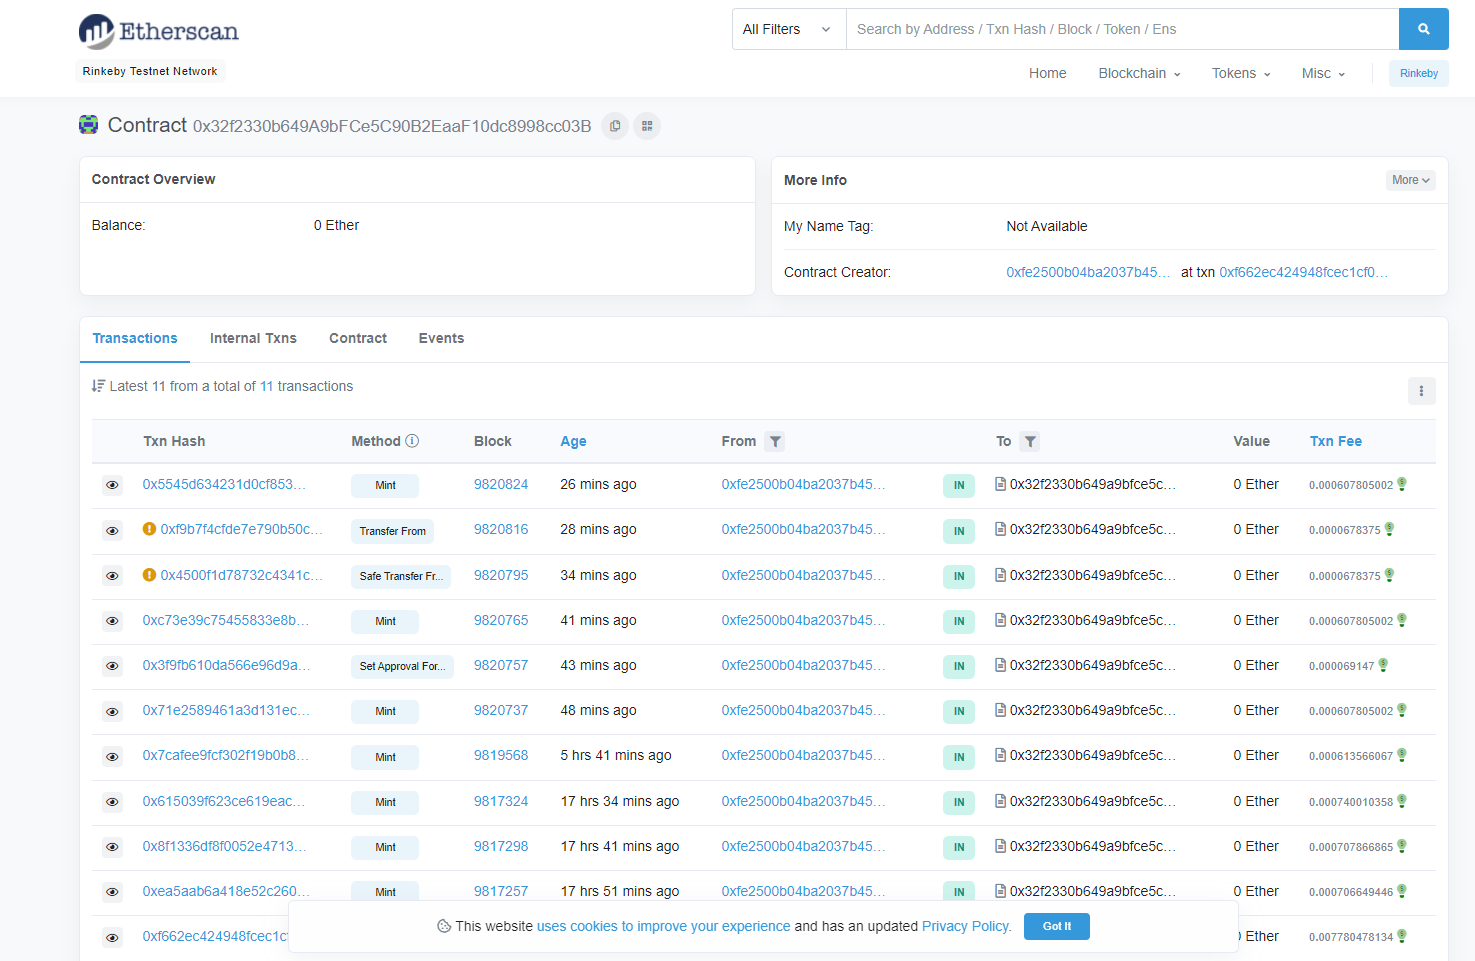 Etherscan
All Filters
Search by Address / Txn Hash / Block / Token / Ens
Rinkeby Testnet Network
Home Blockchain Tokens Misc Rinkeby
Contract 0x32f2330b649A9bFCe5C90B2EaaF10dc8998cc03B
Contract Overview
Balance: 0 Ether
More Info More
My Name Tag: Not Available
Contract Creator: 0xfe2500b04ba2037b45... at txn 0xf662ec424948fcec1cf0...
Transactions Internal Txns Contract Events
Latest 11 from a total of 11 transactions
Txn Hash Method Block Age From To Value Txn Fee
0x5545d634231d0cf853... Mint 9820824 26 mins ago 0xfe2500b04ba2037b45... IN 0x32f2330b649a9bfce5c... 0 Ether 0.000607805002
0xf9b7f4cfde7e790b50c... Transfer From 9820816 28 mins ago 0xfe2500b04ba2037b45... IN 0x32f2330b649a9bfce5c... 0 Ether 0.0000678375
0x4500f1d78732c4341c... Safe Transfer Fr... 9820795 34 mins ago 0xfe2500b04ba2037b45... IN 0x32f2330b649a9bfce5c... 0 Ether 0.0000678375
0xc73e39c75455833e8b... Mint 9820765 41 mins ago 0xfe2500b04ba2037b45... IN 0x32f2330b649a9bfce5c... 0 Ether 0.000607805002
0x3f9fb610da566e96d9a... Set Approval For... 9820757 43 mins ago 0xfe2500b04ba2037b45... IN 0x32f2330b649a9bfce5c... 0 Ether 0.000069147
0x71e2589461a3d131ec... Mint 9820737 48 mins ago 0xfe2500b04ba2037b45... IN 0x32f2330b649a9bfce5c... 0 Ether 0.000607805002
0x7cafee9fcf302f19b0b8... Mint 9819568 5 hrs 41 mins ago 0xfe2500b04ba2037b45... IN 0x32f2330b649a9bfce5c... 0 Ether 0.000613566067
0x615039f623ce619eac... Mint 9817324 17 hrs 34 mins ago 0xfe2500b04ba2037b45... IN 0x32f2330b649a9bfce5c... 0 Ether 0.000740010358
0x8f1336df8f0052e4713... Mint 9817298 17 hrs 41 mins ago 0xfe2500b04ba2037b45... IN 0x32f2330b649a9bfce5c... 0 Ether 0.000707866865
0xea5aab6a418e52c260... Mint 9817257 17 hrs 51 mins ago 0xfe2500b04ba2037b45... IN 0x32f2330b649a9bfce5c... 0 Ether 0.000706649446
0xf662ec424948fcec1c Ether 0.007780478134
This website uses cookies to improve your experience and has an updated Privacy Policy. Got It